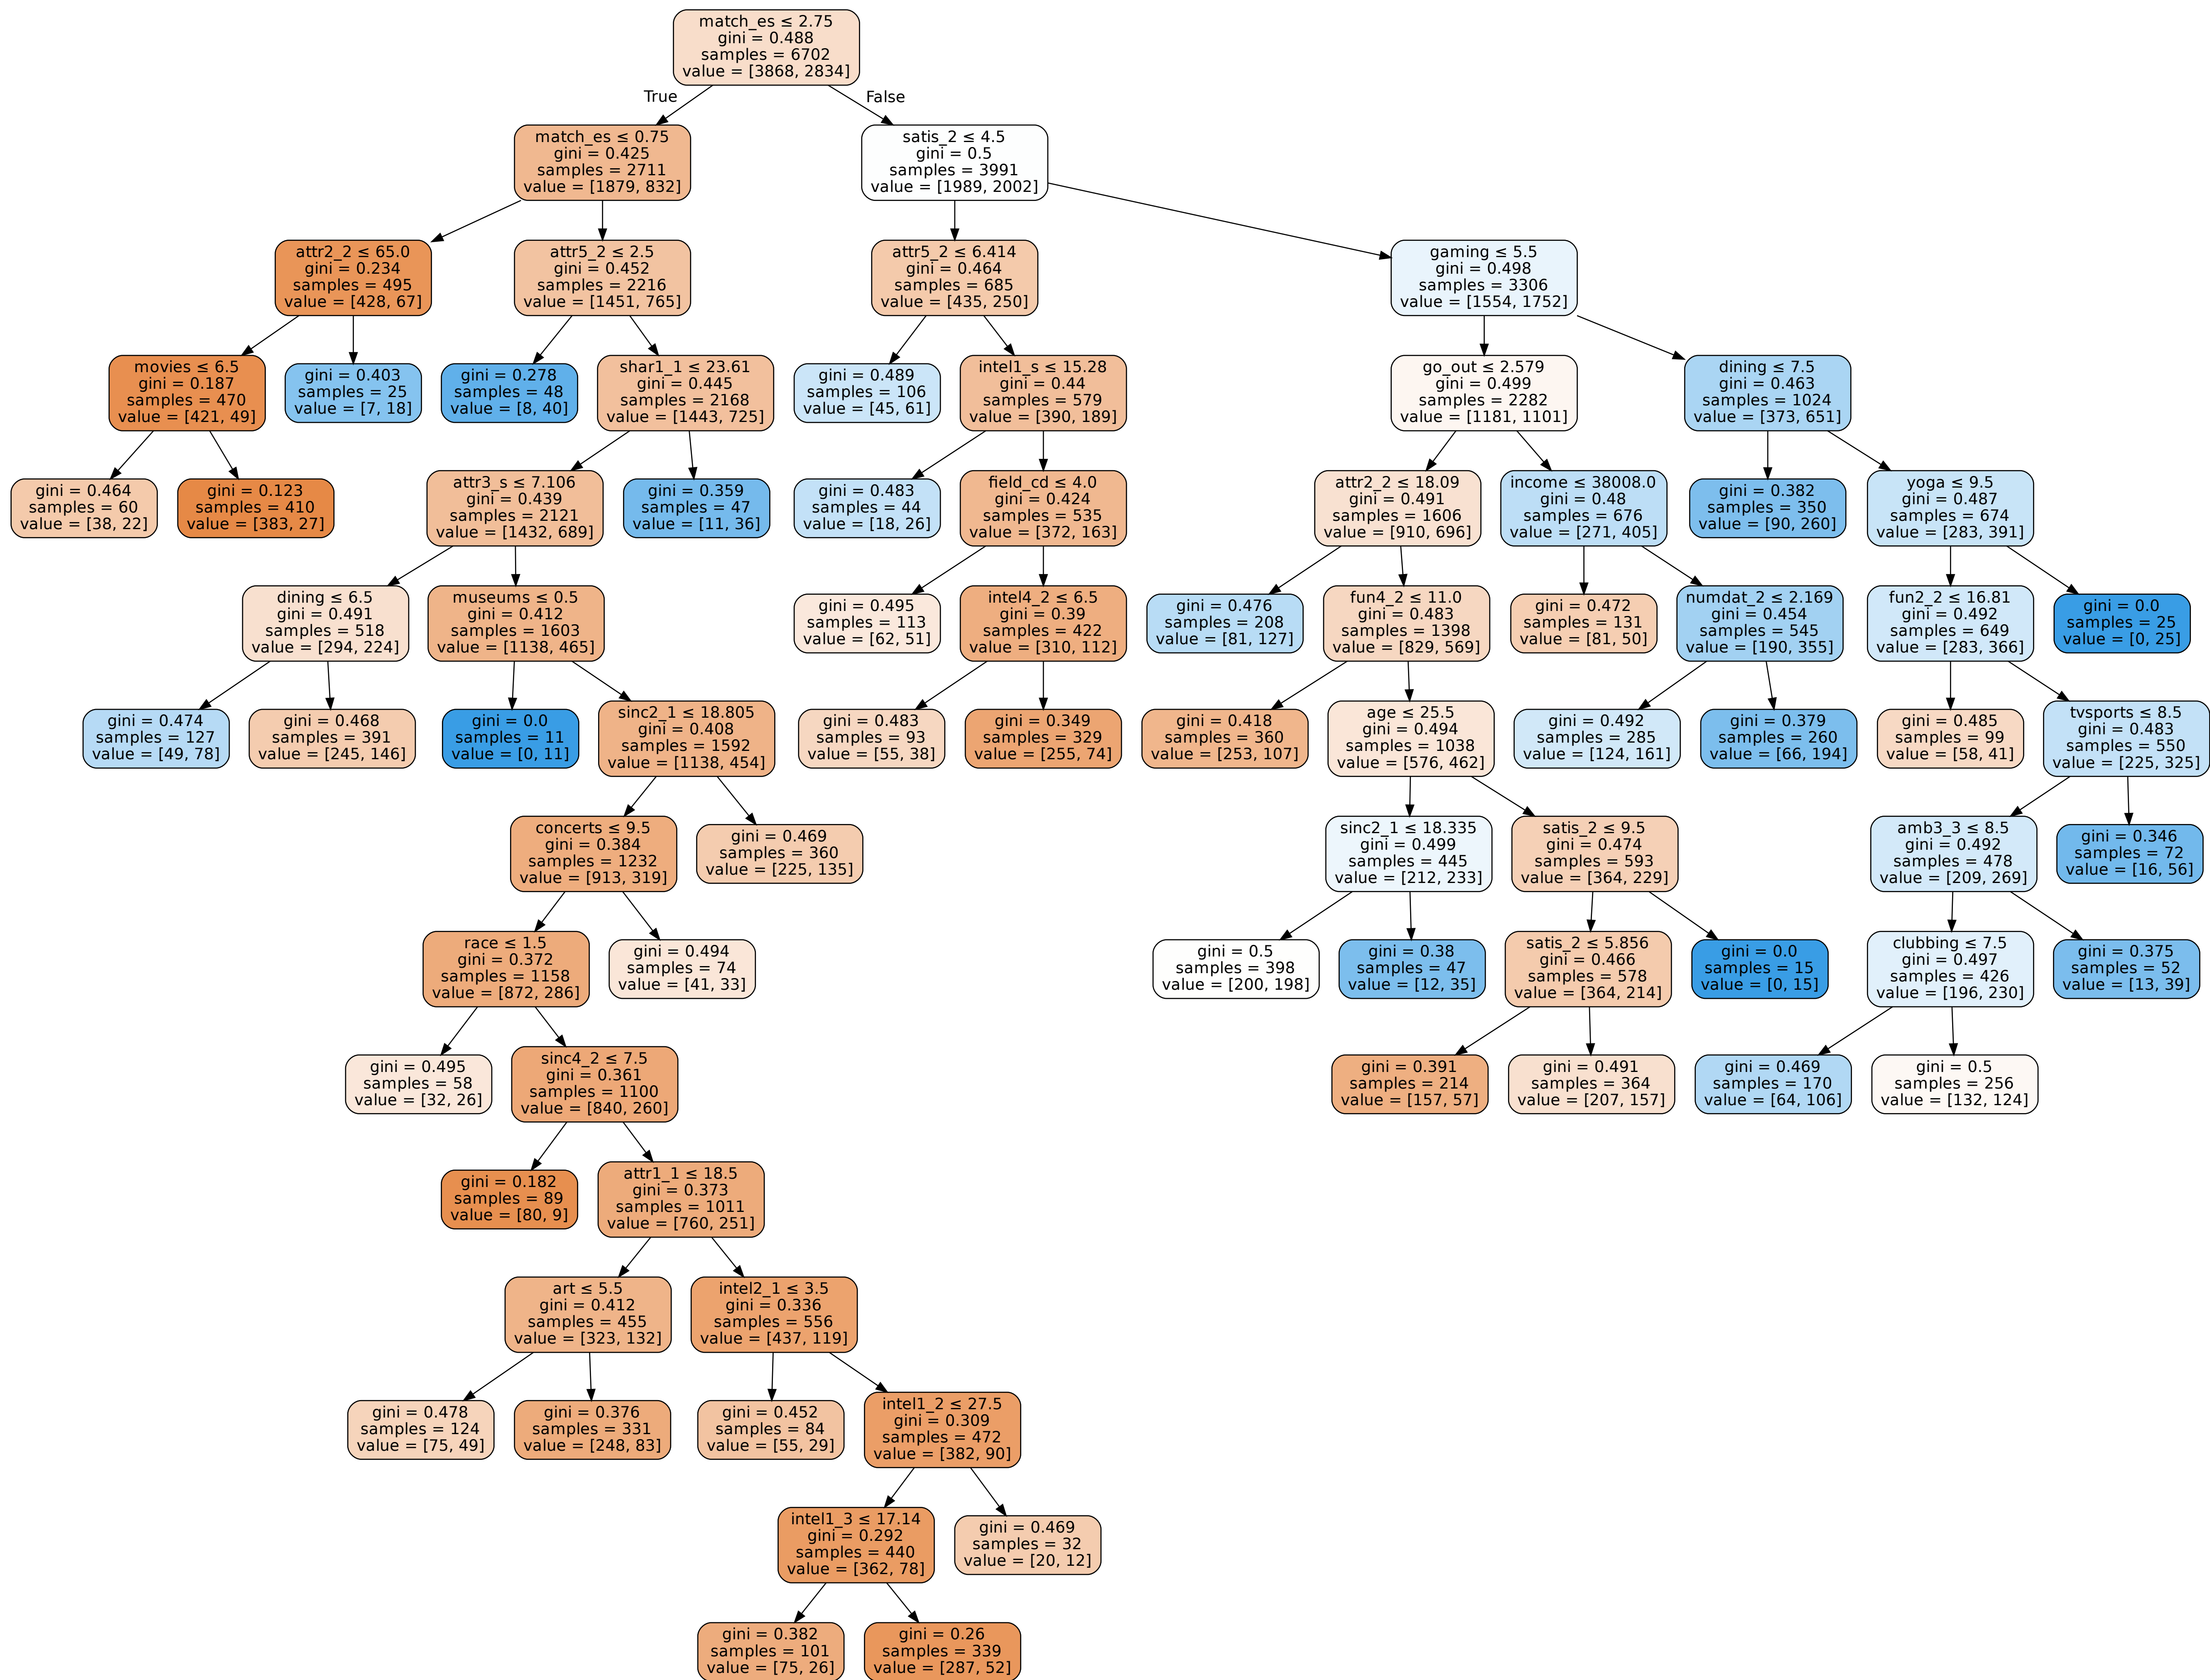 match_es ≤ 2.75
gini = 0.488
samples = 6702
value = [3868, 2834]
True
False
match_es ≤ 0.75
gini = 0.425
samples = 2711
value = [1879, 832]
satis_2 ≤ 4.5
gini = 0.5
samples = 3991
value = [1989, 2002]
attr2_2 ≤ 65.0
gini = 0.234
samples = 495
value = [428, 67]
attr5_2 ≤ 2.5
gini = 0.452
samples = 2216
value = [1451, 765]
attr5_2 ≤ 6.414
gini = 0.464
samples = 685
value = [435, 250]
gaming ≤ 5.5
gini = 0.498
samples = 3306
value = [1554, 1752]
movies ≤ 6.5
gini = 0.187
samples = 470
value = [421, 49]
gini = 0.403
samples = 25
value = [7, 18]
gini = 0.278
samples = 48
value = [8, 40]
shar1_1 ≤ 23.61
gini = 0.445
samples = 2168
value = [1443, 725]
gini = 0.489
samples = 106
value = [45, 61]
intel1_s ≤ 15.28
gini = 0.44
samples = 579
value = [390, 189]
go_out ≤ 2.579
gini = 0.499
samples = 2282
value = [1181, 1101]
dining ≤ 7.5
gini = 0.463
samples = 1024
value = [373, 651]
gini = 0.464
samples = 60
value = [38, 22]
gini = 0.123
samples = 410
value = [383, 27]
attr3_s ≤ 7.106
gini = 0.439
samples = 2121
value = [1432, 689]
gini = 0.359
samples = 47
value = [11, 36]
gini = 0.483
samples = 44
value = [18, 26]
field_cd ≤ 4.0
gini = 0.424
samples = 535
value = [372, 163]
attr2_2 ≤ 18.09
gini = 0.491
samples = 1606
value = [910, 696]
income ≤ 38008.0
gini = 0.48
samples = 676
value = [271, 405]
gini = 0.382
samples = 350
value = [90, 260]
yoga ≤ 9.5
gini = 0.487
samples = 674
value = [283, 391]
dining ≤ 6.5
gini = 0.491
samples = 518
value = [294, 224]
museums ≤ 0.5
gini = 0.412
samples = 1603
value = [1138, 465]
gini = 0.495
samples = 113
value = [62, 51]
intel4_2 ≤ 6.5
gini = 0.39
samples = 422
value = [310, 112]
gini = 0.476
samples = 208
value = [81, 127]
fun4_2 ≤ 11.0
gini = 0.483
samples = 1398
value = [829, 569]
gini = 0.472
samples = 131
value = [81, 50]
numdat_2 ≤ 2.169
gini = 0.454
samples = 545
value = [190, 355]
fun2_2 ≤ 16.81
gini = 0.492
samples = 649
value = [283, 366]
gini = 0.0
samples = 25
value = [0, 25]
gini = 0.474
samples = 127
value = [49, 78]
gini = 0.468
samples = 391
value = [245, 146]
gini = 0.0
samples = 11
value = [0, 11]
sinc2_1 ≤ 18.805
gini = 0.408
samples = 1592
value = [1138, 454]
gini = 0.483
samples = 93
value = [55, 38]
gini = 0.349
samples = 329
value = [255, 74]
gini = 0.418
samples = 360
value = [253, 107]
age ≤ 25.5
gini = 0.494
samples = 1038
value = [576, 462]
gini = 0.492
samples = 285
value = [124, 161]
gini = 0.379
samples = 260
value = [66, 194]
gini = 0.485
samples = 99
value = [58, 41]
tvsports ≤ 8.5
gini = 0.483
samples = 550
value = [225, 325]
concerts ≤ 9.5
gini = 0.384
samples = 1232
value = [913, 319]
gini = 0.469
samples = 360
value = [225, 135]
sinc2_1 ≤ 18.335
gini = 0.499
samples = 445
value = [212, 233]
satis_2 ≤ 9.5
gini = 0.474
samples = 593
value = [364, 229]
amb3_3 ≤ 8.5
gini = 0.492
samples = 478
value = [209, 269]
gini = 0.346
samples = 72
value = [16, 56]
race ≤ 1.5
gini = 0.372
samples = 1158
value = [872, 286]
gini = 0.494
samples = 74
value = [41, 33]
gini = 0.5
samples = 398
value = [200, 198]
gini = 0.38
samples = 47
value = [12, 35]
satis_2 ≤ 5.856
gini = 0.466
samples = 578
value = [364, 214]
gini = 0.0
samples = 15
value = [0, 15]
clubbing ≤ 7.5
gini = 0.497
samples = 426
value = [196, 230]
gini = 0.375
samples = 52
value = [13, 39]
gini = 0.495
samples = 58
value = [32, 26]
sinc4_2 ≤ 7.5
gini = 0.361
samples = 1100
value = [840, 260]
gini = 0.391
samples = 214
value = [157, 57]
gini = 0.491
samples = 364
value = [207, 157]
gini = 0.469
samples = 170
value = [64, 106]
gini = 0.5
samples = 256
value = [132, 124]
gini = 0.182
samples = 89
value = [80, 9]
attr1_1 ≤ 18.5
gini = 0.373
samples = 1011
value = [760, 251]
art ≤ 5.5
gini = 0.412
samples = 455
value = [323, 132]
intel2_1 ≤ 3.5
gini = 0.336
samples = 556
value = [437, 119]
gini = 0.478
samples = 124
value = [75, 49]
gini = 0.376
samples = 331
value = [248, 83]
gini = 0.452
samples = 84
value = [55, 29]
intel1_2 ≤ 27.5
gini = 0.309
samples = 472
value = [382, 90]
intel1_3 ≤ 17.14
gini = 0.292
samples = 440
value = [362, 78]
gini = 0.469
samples = 32
value = [20, 12]
gini = 0.382
samples = 101
value = [75, 26]
gini = 0.26
samples = 339
value = [287, 52]